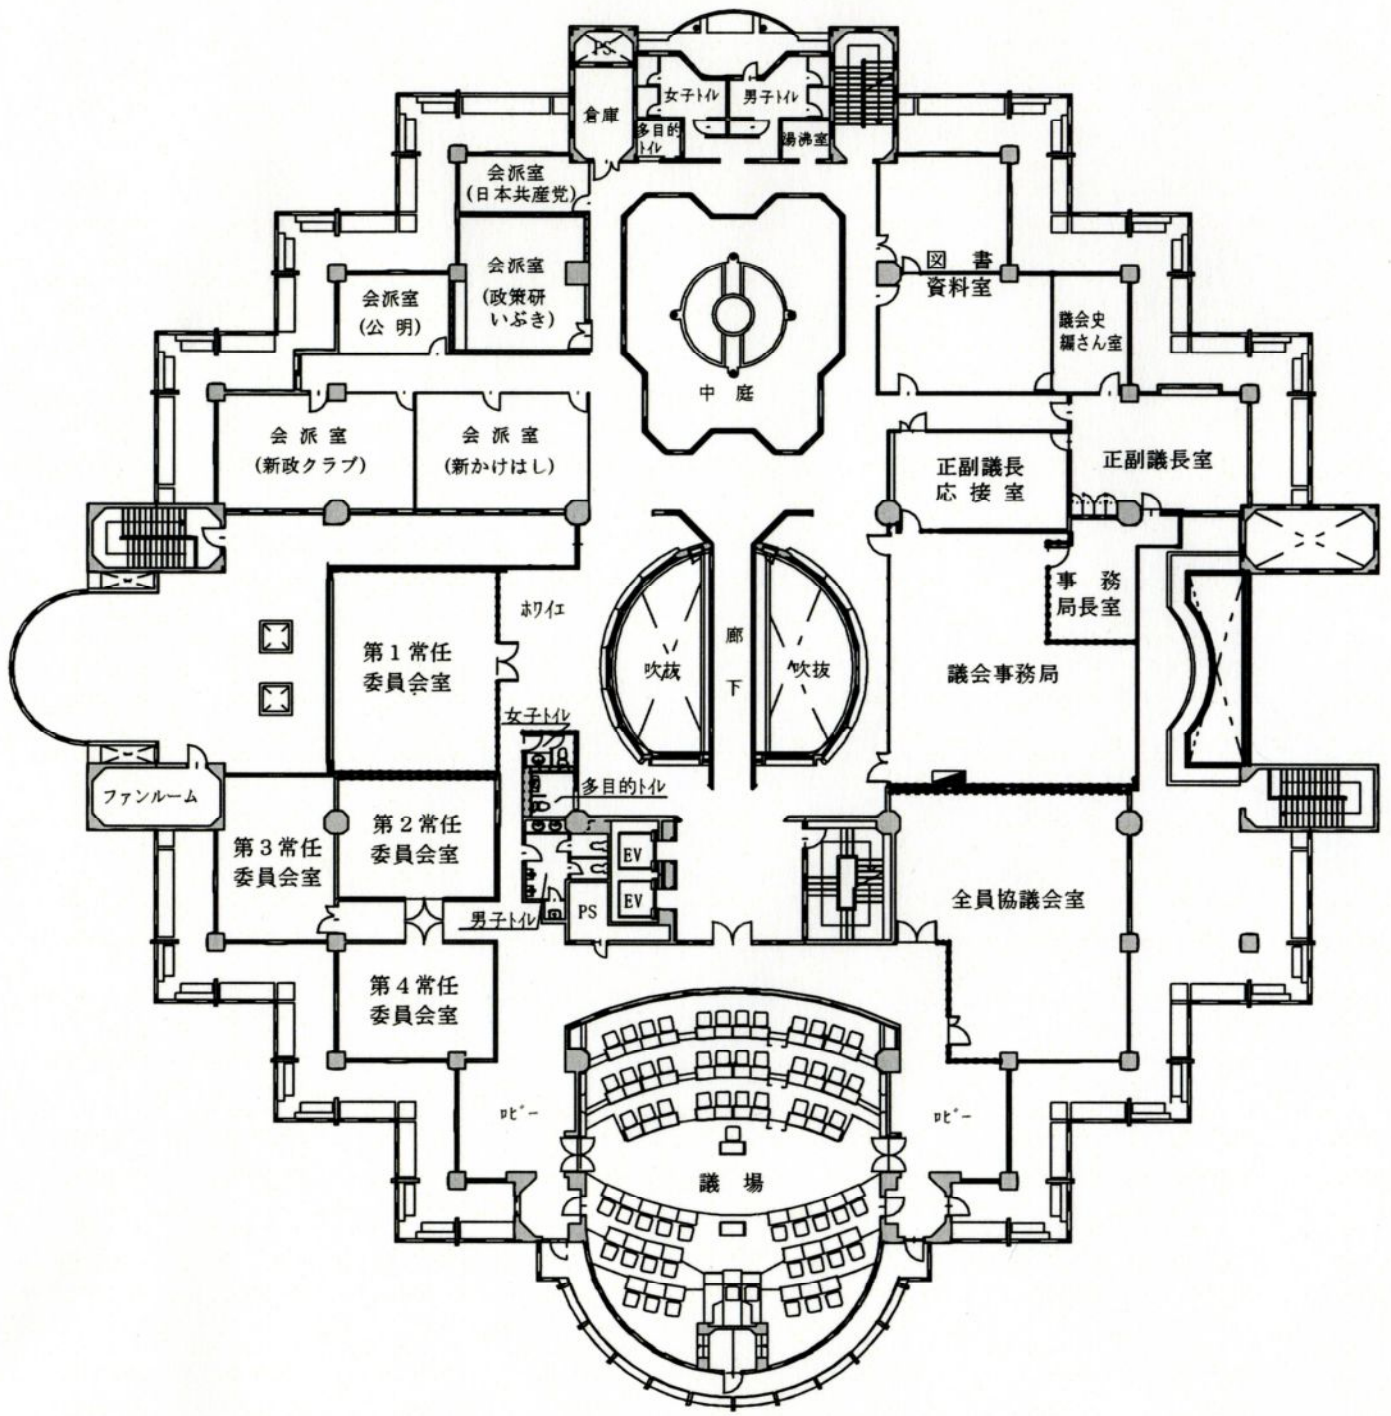 PS
倉庫
女子トイレ
男子トイレ
多目的
トイレ
湯沸室
会派室
(日本共産党)
会派室
(政策研
いぶき)
会派室
(公 明)
図 書
資料室
議会史
編さん室
中 庭
会 派 室
(新政クラブ)
会 派 室
(新かけはし)
正副議長
応 接 室
正副議長室
事 務
局長室
ホワイエ
第1常任
委員会室
吹抜
廊
下
吹抜
議会事務局
女子トイレ
多目的トイレ
ファンルーム
第3常任
委員会室
第2常任
委員会室
EV
EV
PS
男子トイレ
全員協議会室
第4常任
委員会室
ロビー
ロビー
議 場